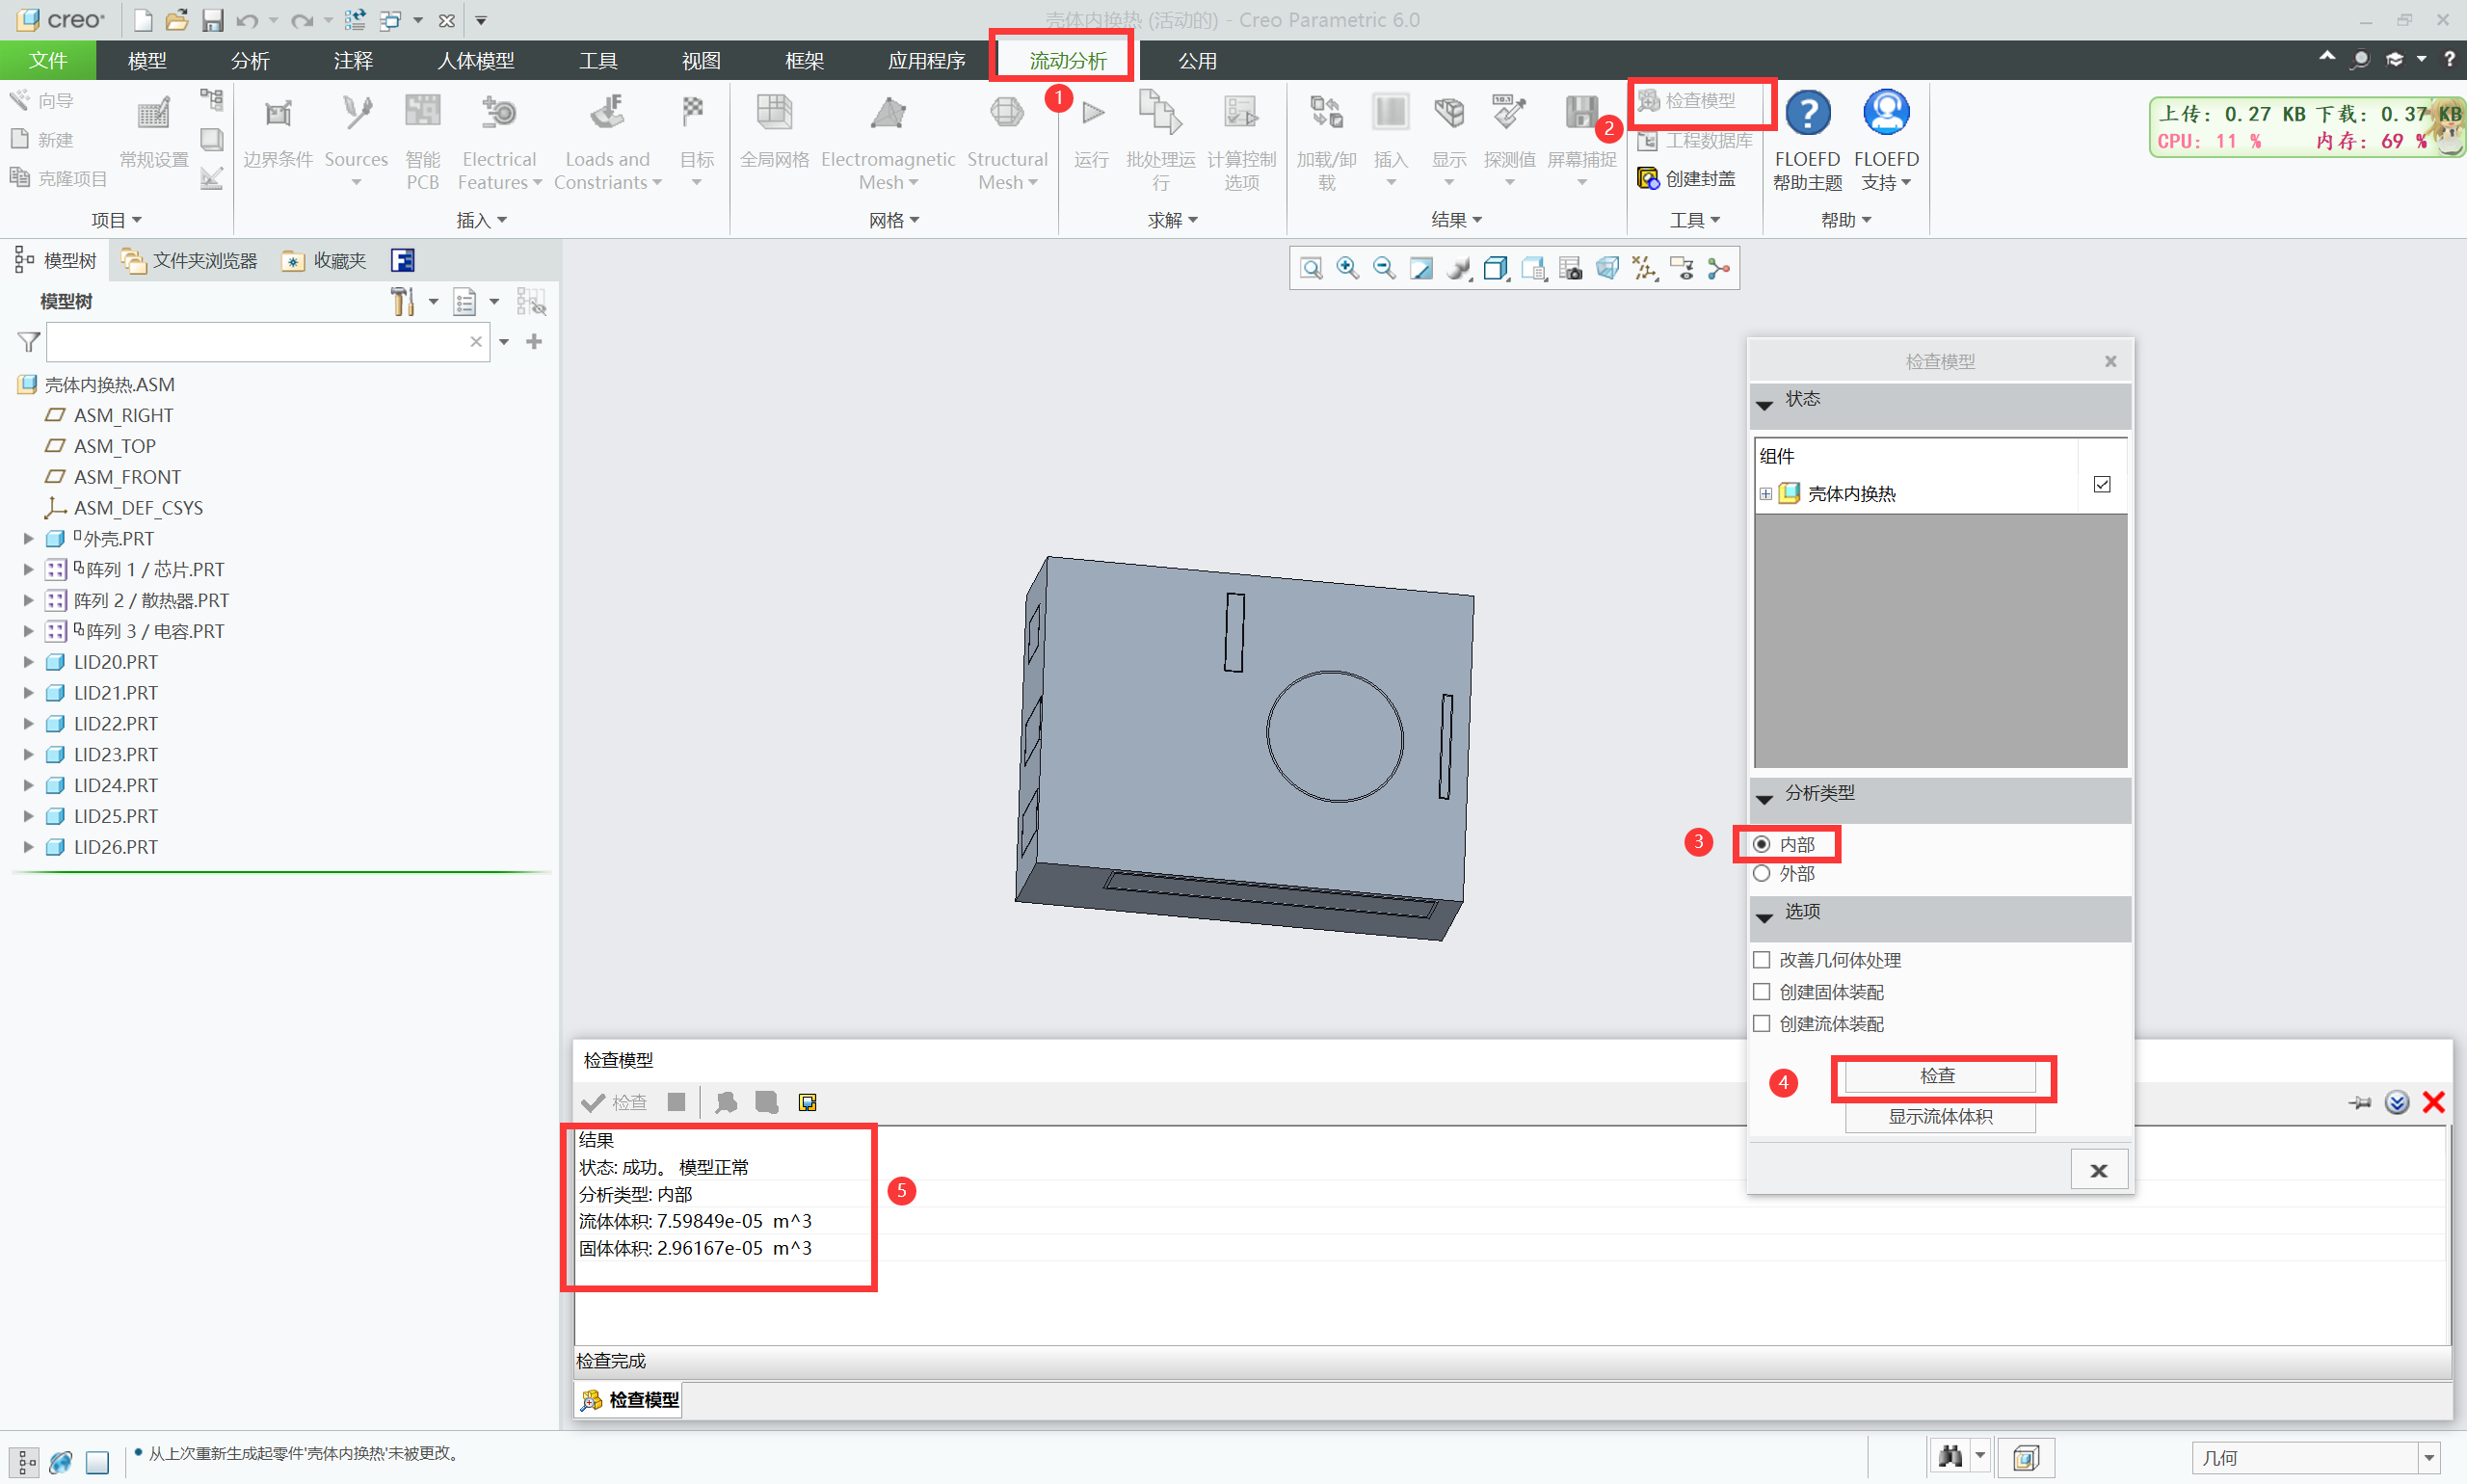 creo
壳体内换热 (活动的) - Creo Parametric 6.0
文件 模型 分析 注释 人体模型 工具 视图 框架 应用程序 流动分析 公用
1
2
向导
新建
克隆项目
常规设置
项目
边界条件
Sources
智能
PCB
Electrical
Features
Loads and
Constraints
目标
插入
全局网格
Electromagnetic
Mesh
Structural
Mesh
网格
运行
批处理运
行
计算控制
选项
求解
加载/卸
载
插入
显示
探测值
屏幕捕捉
结果
检查模型
工程数据库
创建封盖
工具
FLOEFD
帮助主题
FLOEFD
支持
帮助
上传: 0.27 KB 下载: 0.37 KB
CPU: 11 % 内存: 69 %
模型树 文件夹浏览器 收藏夹
模型树
壳体内换热.ASM
ASM_RIGHT
ASM_TOP
ASM_FRONT
ASM_DEF_CSYS
外壳.PRT
阵列 1 / 芯片.PRT
阵列 2 / 散热器.PRT
阵列 3 / 电容.PRT
LID20.PRT
LID21.PRT
LID22.PRT
LID23.PRT
LID24.PRT
LID25.PRT
LID26.PRT
检查模型
状态
组件
壳体内换热
分析类型
3
内部
外部
选项
改善几何体处理
创建固体装配
创建流体装配
4
检查
显示流体体积
检查模型
检查
结果
状态: 成功。 模型正常
分析类型: 内部
流体体积: 7.59849e-05 m^3
固体体积: 2.96167e-05 m^3
5
检查完成
检查模型
从上次重新生成起零件'壳体内换热'未被更改。
几何